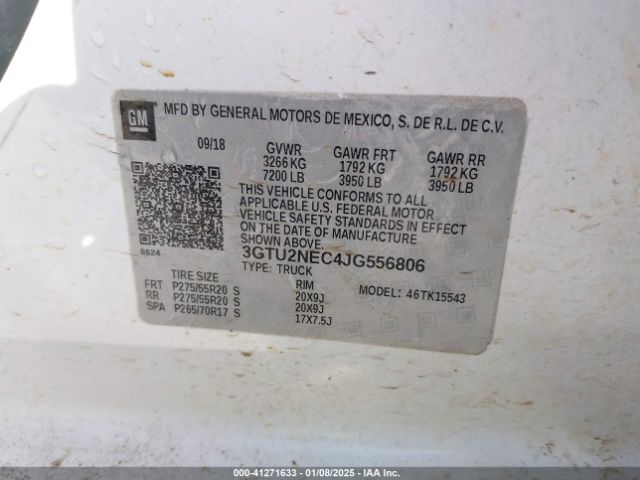 GM
MFD BY GENERAL MOTORS DE MEXICO, S. DE R.L. DE C.V.
09/18 GVWR GAWR FRT GAWR RR
3266 KG 1792 KG 1792 KG
7200 LB 3950 LB 3950 LB
THIS VEHICLE CONFORMS TO ALL
APPLICABLE U.S. FEDERAL MOTOR
VEHICLE SAFETY STANDARDS IN EFFECT
ON THE DATE OF MANUFACTURE
SHOWN ABOVE.
8624
3GTU2NEC4JG556806
TYPE: TRUCK
TIRE SIZE RIM MODEL: 46TK15543
FRT P275/55R20 S 20X9J
RR P275/55R20 S 20X9J
SPA P265/70R17 S 17X7.5J
000-41271633 - 01/08/2025 - IAAI.COM